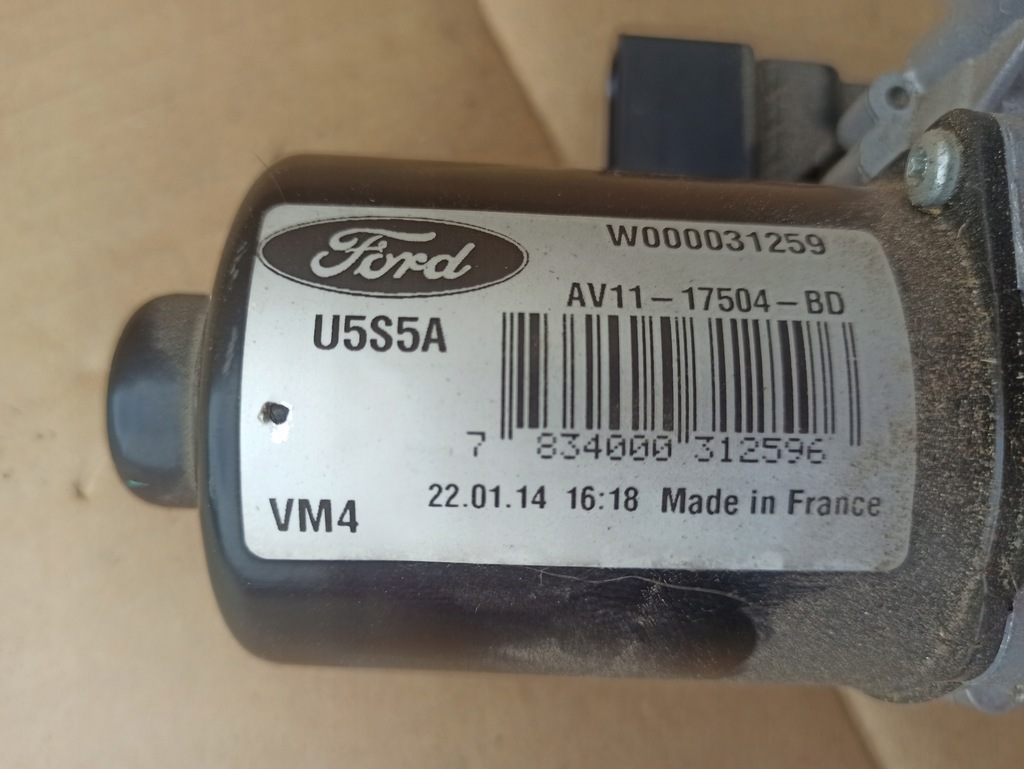 Ford
W000031259
AV11-17504-BD
U5S5A
7 834000 312596
22.01.14 16:18 Made in France
VM4